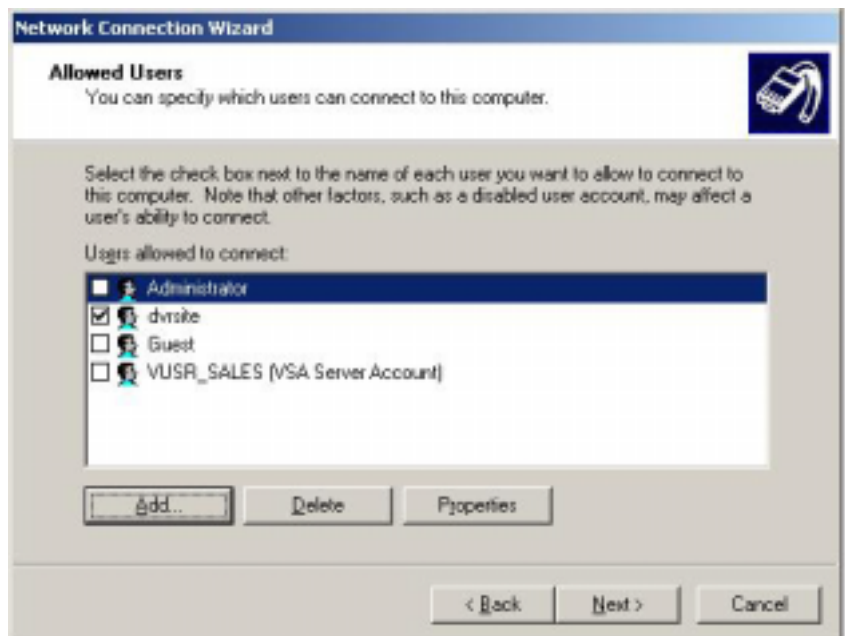 Network Connection Wizard
Allowed Users
You can specify which users can connect to this computer.
Select the check box next to the name of each user you want to allow to connect to
this computer. Note that other factors, such as a disabled user account, may affect a
user's ability to connect.
Users allowed to connect:
Administrator
dvrsite
Guest
VUSR_SALES (VSA Server Account)
Add...
Delete
Properties
< Back
Next >
Cancel